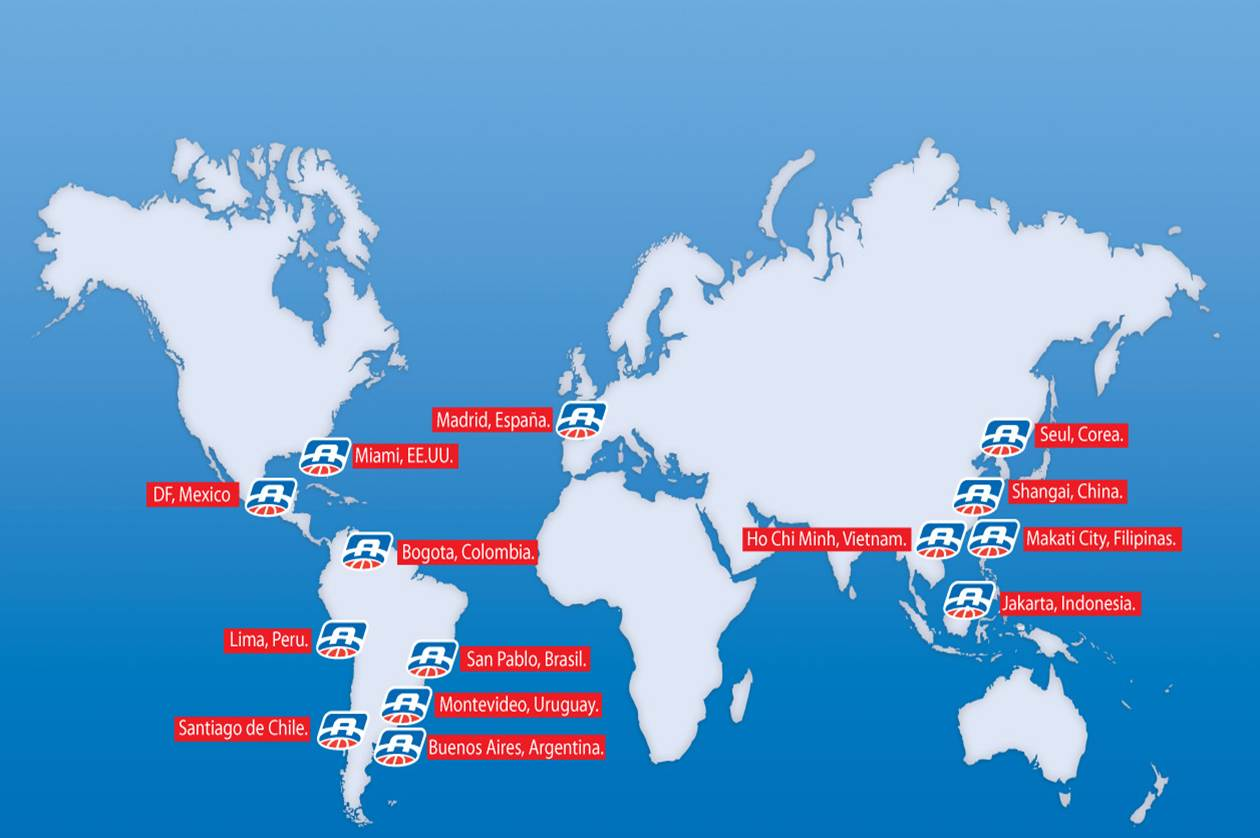 Madrid, España.
Seul, Corea.
Miami, EE.UU.
DF, Mexico
Shangai, China.
Ho Chi Minh, Vietnam.
Makati City, Filipinas.
Bogota, Colombia.
Jakarta, Indonesia.
Lima, Peru.
San Pablo, Brasil.
Montevideo, Uruguay.
Santiago de Chile.
Buenos Aires, Argentina.